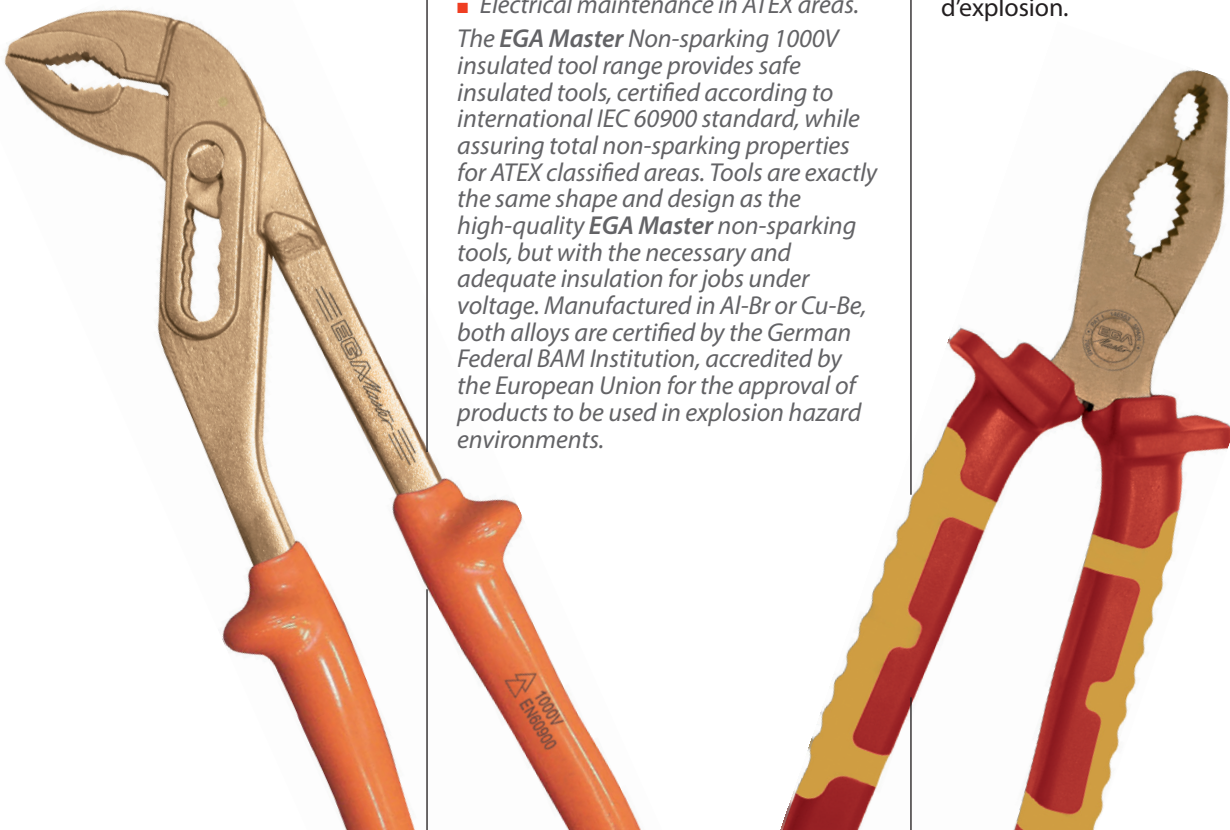 Electrical maintenance in ATEX areas.
The EGA Master Non-sparking 1000V
insulated tool range provides safe
insulated tools, certified according to
international IEC 60900 standard, while
assuring total non-sparking properties
for ATEX classified areas. Tools are exactly
the same shape and design as the
high-quality EGA Master non-sparking
tools, but with the necessary and
adequate insulation for jobs under
voltage. Manufactured in Al-Br or Cu-Be,
both alloys are certified by the German
Federal BAM Institution, accredited by
the European Union for the approval of
products to be used in explosion hazard
environments.
d’explosion.
EGA Master
1000V
EN60900
EGA
Master